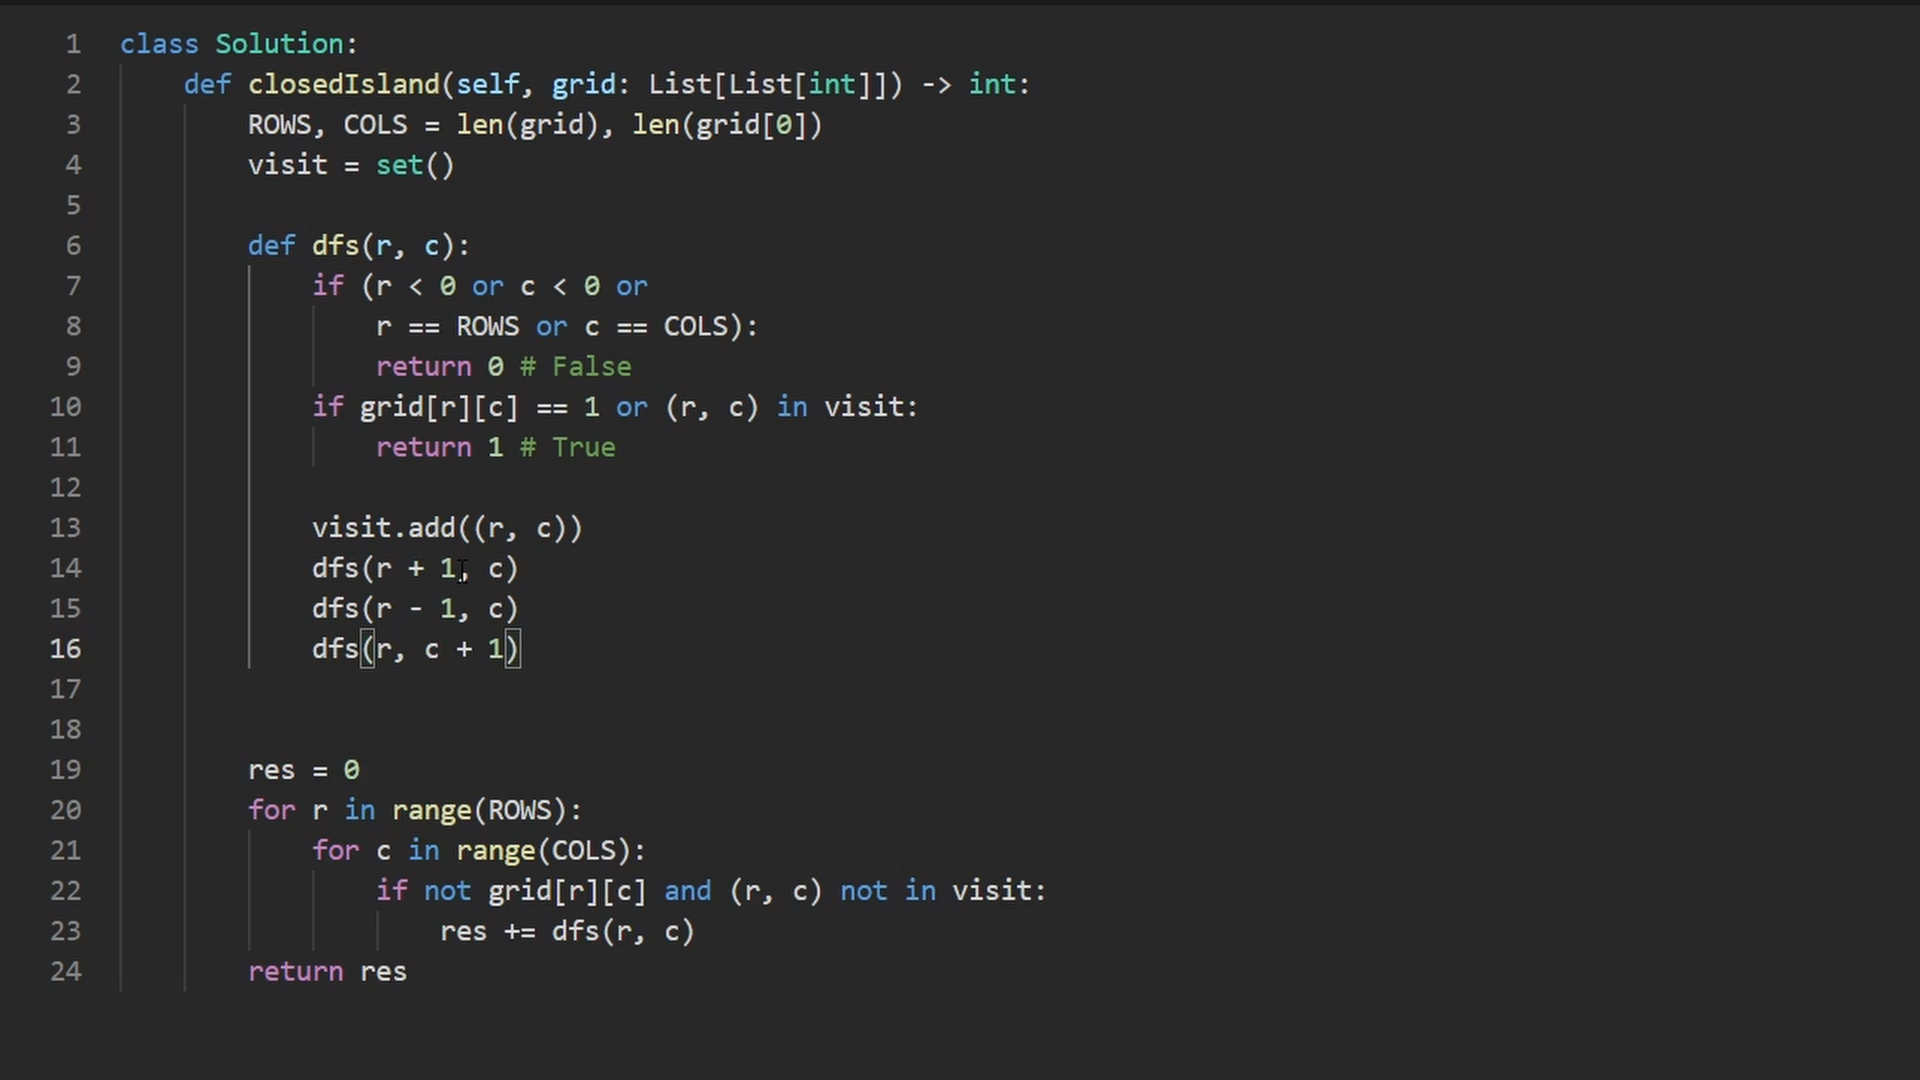 1 class Solution:
2 def closedIsland(self, grid: List[List[int]]) -> int:
3 ROWS, COLS = len(grid), len(grid[0])
4 visit = set()
5
6 def dfs(r, c):
7 if (r < 0 or c < 0 or
8 r == ROWS or c == COLS):
9 return 0 # False
10 if grid[r][c] == 1 or (r, c) in visit:
11 return 1 # True
12
13 visit.add((r, c))
14 dfs(r + 1, c)
15 dfs(r - 1, c)
16 dfs(r, c + 1)
17
18
19 res = 0
20 for r in range(ROWS):
21 for c in range(COLS):
22 if not grid[r][c] and (r, c) not in visit:
23 res += dfs(r, c)
24 return res